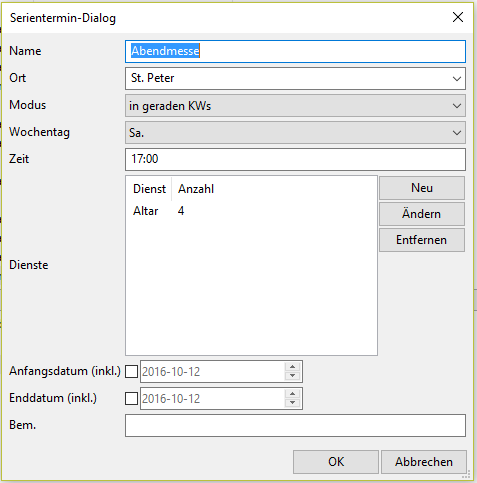 Serientermin-Dialog
Name Abendmesse
Ort St. Peter
Modus in geraden KWs
Wochentag Sa.
Zeit 17:00
Dienst Anzahl Neu
Altar 4 Ändern
Entfernen
Dienste
Anfangsdatum (inkl.) 2016-10-12
Enddatum (inkl.) 2016-10-12
Bem.
OK Abbrechen